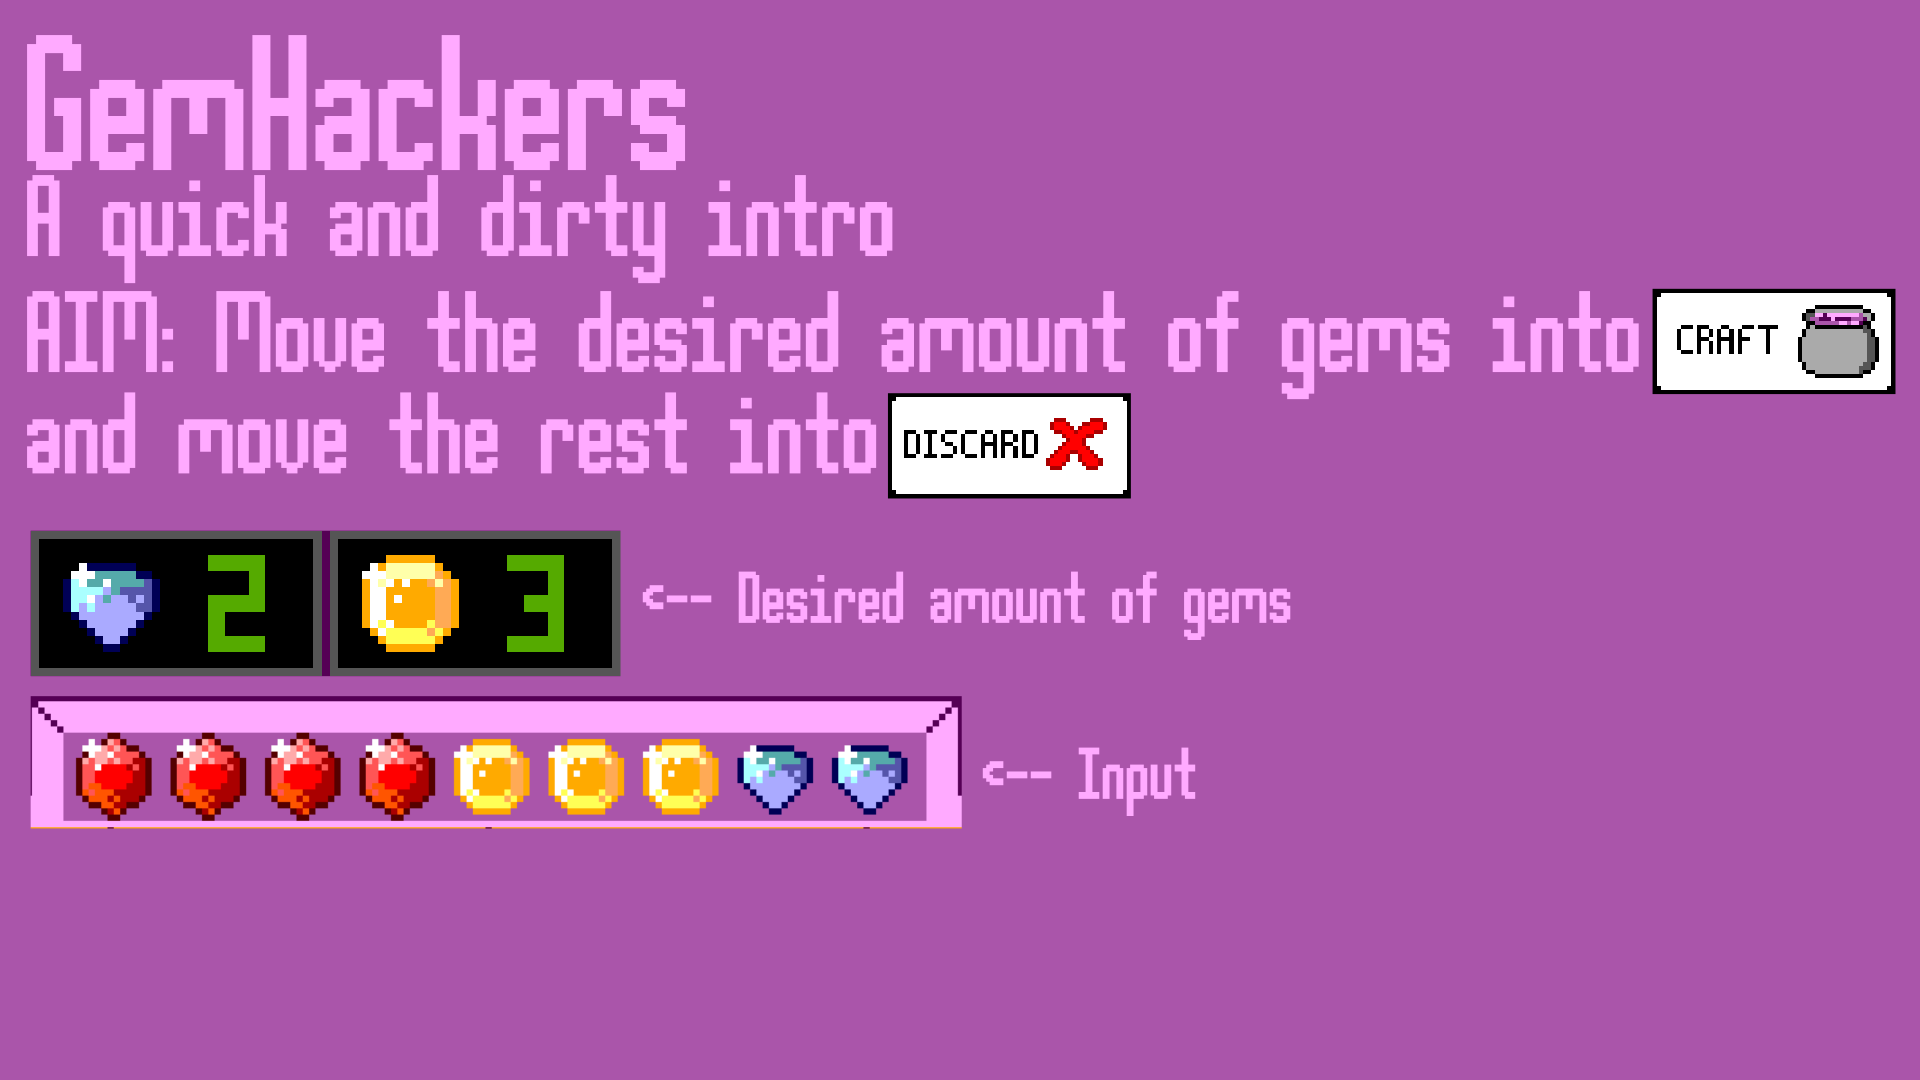 GemHackers
A quick and dirty intro
AIM: Move the desired amount of gems into CRAFT
and move the rest into DISCARD
2 3 <-- Desired amount of gems
<-- Input